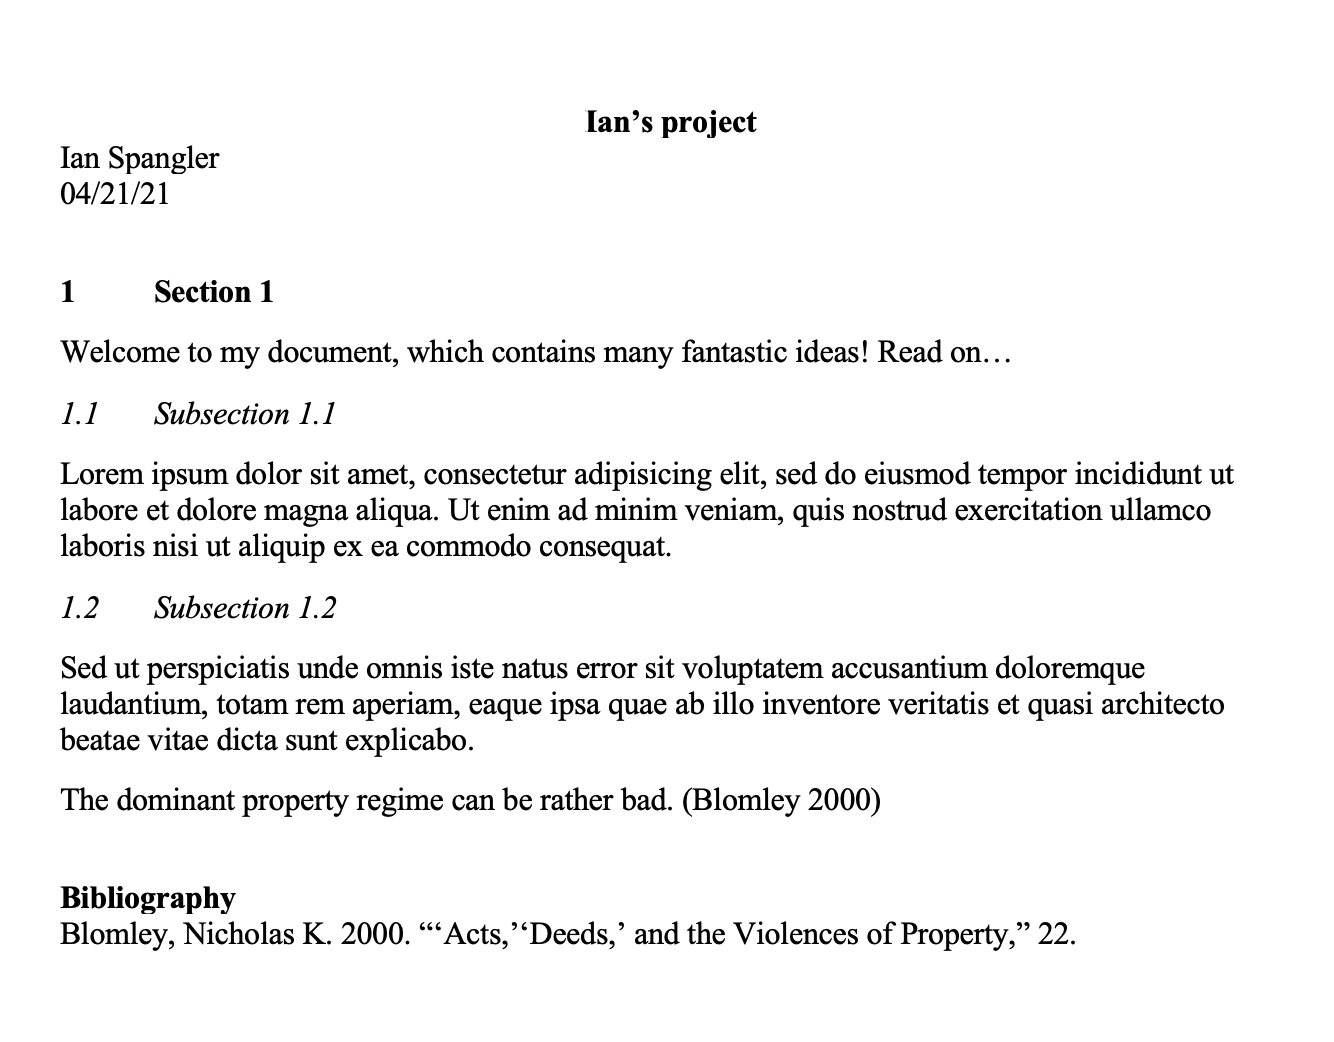 Ian’s project
Ian Spangler
04/21/21
1 Section 1
Welcome to my document, which contains many fantastic ideas! Read on…
1.1 Subsection 1.1
Lorem ipsum dolor sit amet, consectetur adipisicing elit, sed do eiusmod tempor incididunt ut
labore et dolore magna aliqua. Ut enim ad minim veniam, quis nostrud exercitation ullamco
laboris nisi ut aliquip ex ea commodo consequat.
1.2 Subsection 1.2
Sed ut perspiciatis unde omnis iste natus error sit voluptatem accusantium doloremque
laudantium, totam rem aperiam, eaque ipsa quae ab illo inventore veritatis et quasi architecto
beatae vitae dicta sunt explicabo.
The dominant property regime can be rather bad. (Blomley 2000)
Bibliography
Blomley, Nicholas K. 2000. “‘Acts,’‘Deeds,’ and the Violences of Property,” 22.